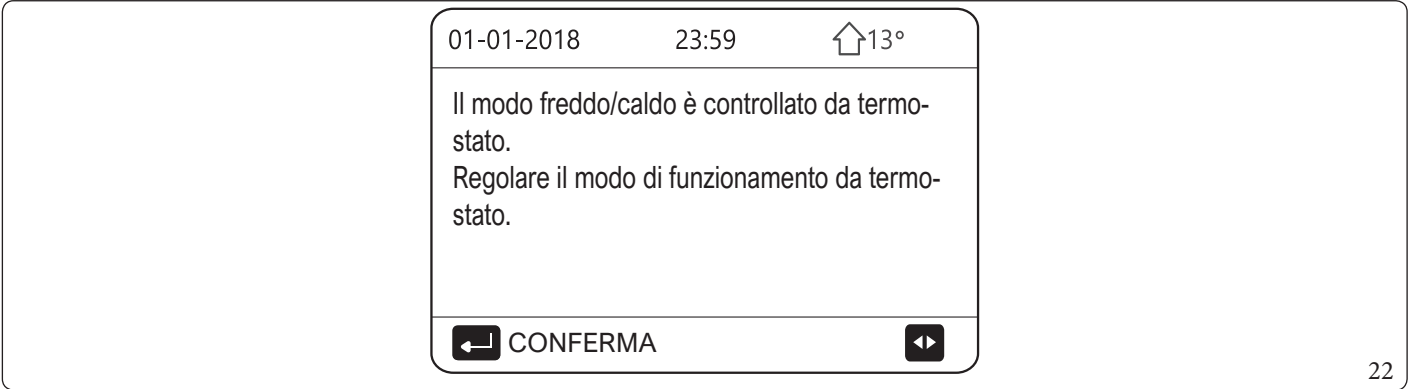 01-01-2018 23:59 13°
Il modo freddo/caldo è controllato da termo-
stato.
Regolare il modo di funzionamento da termo-
stato.
CONFERMA
22